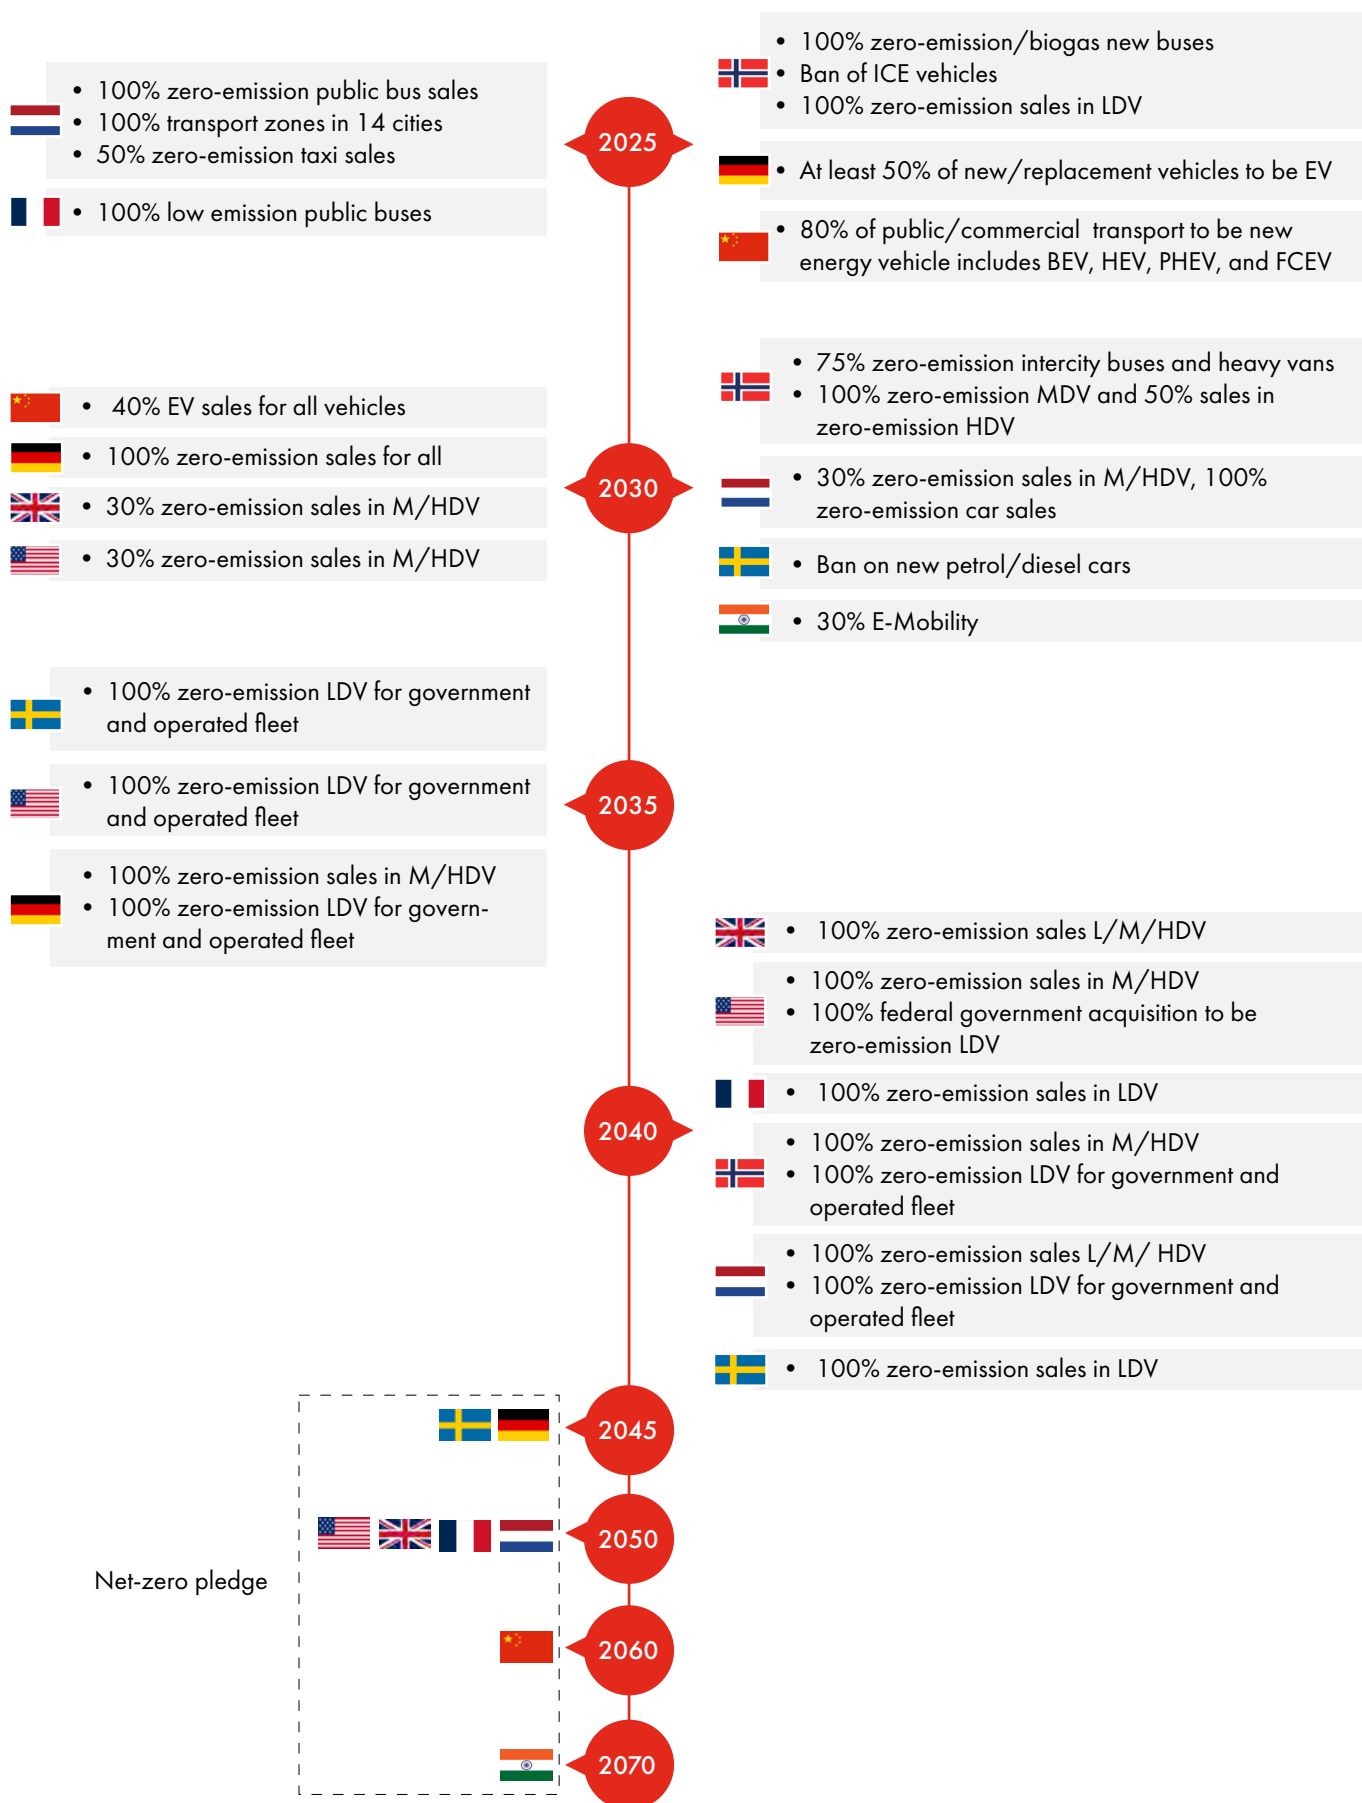 2025
• 100% zero-emission public bus sales
• 100% transport zones in 14 cities
• 50% zero-emission taxi sales
• 100% low emission public buses
• 100% zero-emission/biogas new buses
• Ban of ICE vehicles
• 100% zero-emission sales in LDV
• At least 50% of new/replacement vehicles to be EV
• 80% of public/commercial transport to be new
energy vehicle includes BEV, HEV, PHEV, and FCEV
2030
• 40% EV sales for all vehicles
• 100% zero-emission sales for all
• 30% zero-emission sales in M/HDV
• 30% zero-emission sales in M/HDV
• 75% zero-emission intercity buses and heavy vans
• 100% zero-emission MDV and 50% sales in
zero-emission HDV
• 30% zero-emission sales in M/HDV, 100%
zero-emission car sales
• Ban on new petrol/diesel cars
• 30% E-Mobility
2035
• 100% zero-emission LDV for government
and operated fleet
• 100% zero-emission LDV for government
and operated fleet
• 100% zero-emission sales in M/HDV
• 100% zero-emission LDV for govern-
ment and operated fleet
2040
• 100% zero-emission sales L/M/HDV
• 100% zero-emission sales in M/HDV
• 100% federal government acquisition to be
zero-emission LDV
• 100% zero-emission sales in LDV
• 100% zero-emission sales in M/HDV
• 100% zero-emission LDV for government and
operated fleet
• 100% zero-emission sales L/M/ HDV
• 100% zero-emission LDV for government and
operated fleet
• 100% zero-emission sales in LDV
Net-zero pledge
2045
2050
2060
2070